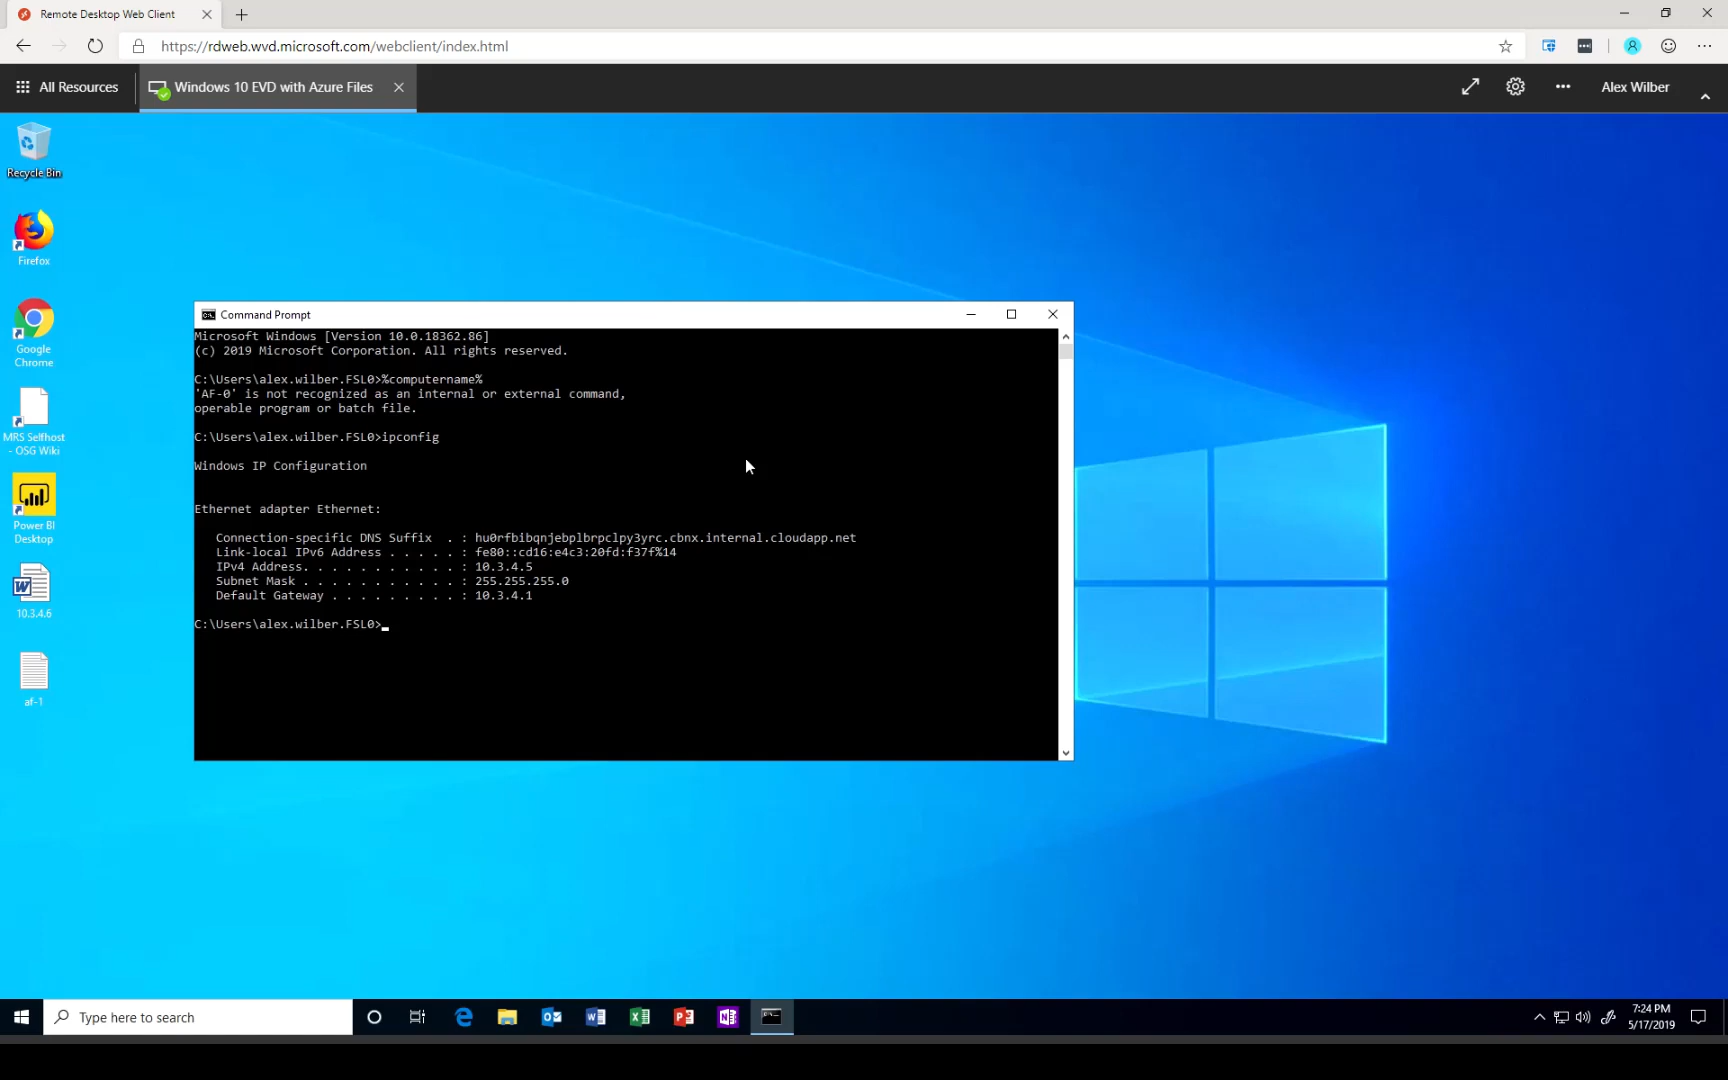 Remote Desktop Web Client
https://rdweb.wvd.microsoft.com/webclient/index.html
All Resources
Windows 10 EVD with Azure Files
Alex Wilber
Recycle Bin
Firefox
Google
Chrome
MRS Selfhost
- OSG Wiki
Power BI
Desktop
10.3.4.6
af-1
Command Prompt
Microsoft Windows [Version 10.0.18362.86]
(c) 2019 Microsoft Corporation. All rights reserved.
C:\Users\alex.wilber.FSL0>%computername%
'AF-0' is not recognized as an internal or external command,
operable program or batch file.
C:\Users\alex.wilber.FSL0>ipconfig
Windows IP Configuration
Ethernet adapter Ethernet:
Connection-specific DNS Suffix  . : hu0rfbibqnjebplbrpclpy3yrc.cbnx.internal.cloudapp.net
Link-local IPv6 Address . . . . . : fe80::cd16:e4c3:20fd:f37f%14
IPv4 Address. . . . . . . . . . . : 10.3.4.5
Subnet Mask . . . . . . . . . . . : 255.255.255.0
Default Gateway . . . . . . . . . : 10.3.4.1
C:\Users\alex.wilber.FSL0>
Type here to search
7:24 PM
5/17/2019